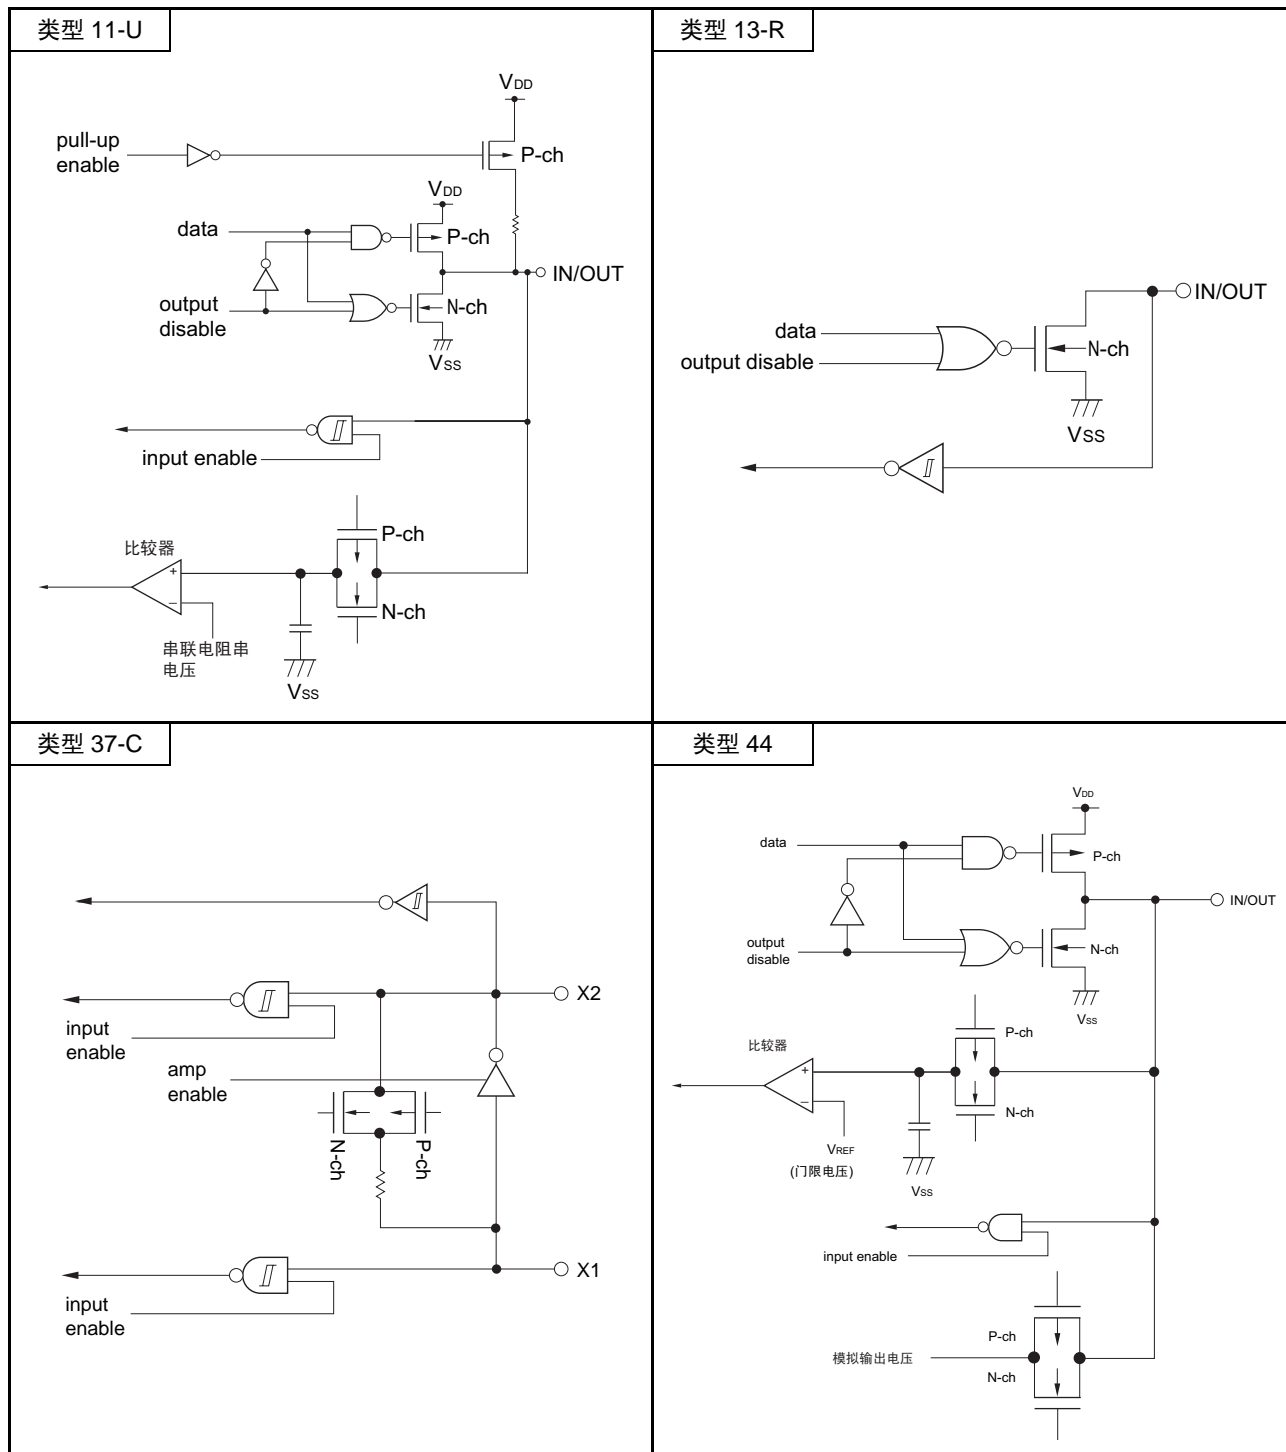 类型 11-U
VDD
pull-up
enable
P-ch
VDD
data
P-ch
IN/OUT
output
disable
N-ch
VSS
input enable
P-ch
比较器
+
−
N-ch
串联电阻串
电压
VSS
类型 13-R
IN/OUT
data
output disable
N-ch
VSS
类型 37-C
X2
input
enable
amp
enable
N-ch
P-ch
X1
input
enable
类型 44
VDD
data
P-ch
IN/OUT
output
disable
N-ch
VSS
P-ch
比较器
+
−
N-ch
VREF
(门限电压)
VSS
input enable
P-ch
模拟输出电压
N-ch